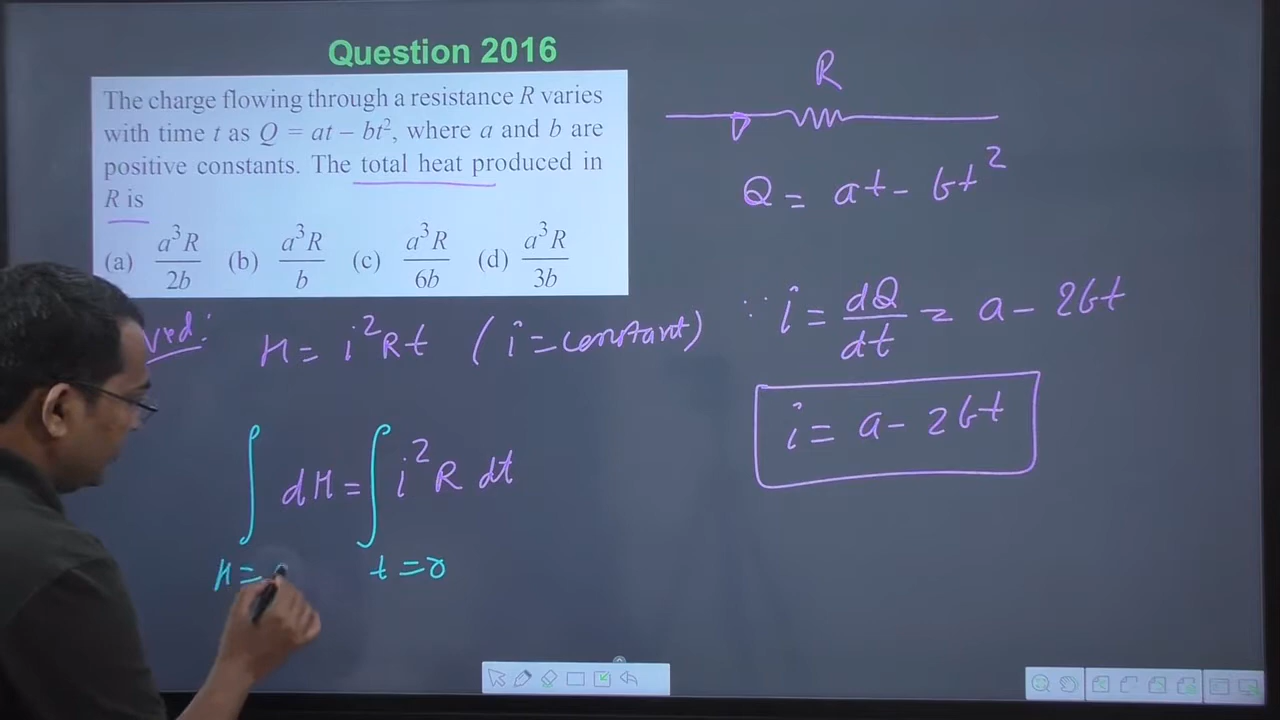 Question 2016
The charge flowing through a resistance R varies
with time t as Q = at – bt², where a and b are
positive constants. The total heat produced in
R is
(a) a³R/2b (b) a³R/b (c) a³R/6b (d) a³R/3b
H = i²Rt (i = constant)
∫ dH = ∫ i²R dt
H = t = 0
R
Q = at - bt²
∵ i = dQ/dt = a - 2bt
i = a - 2bt